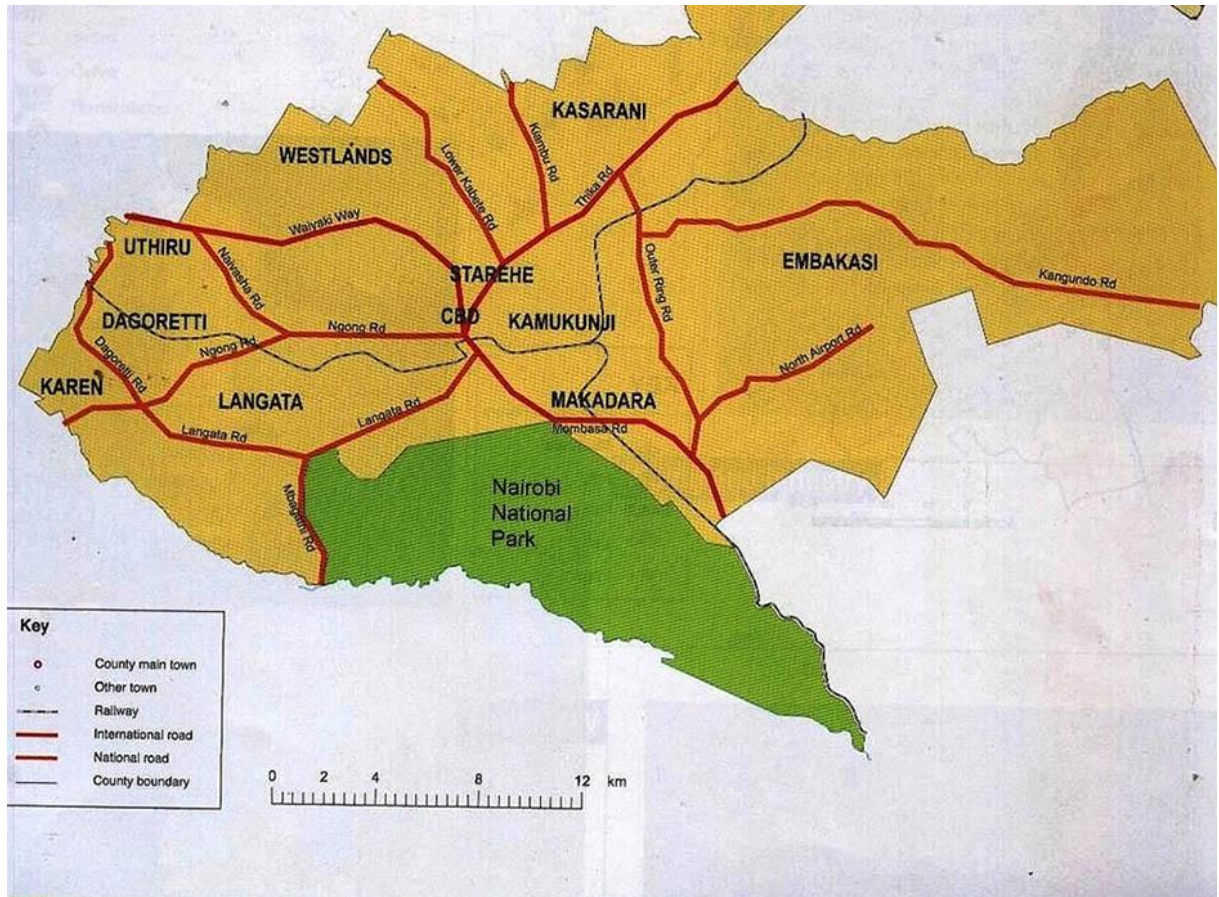 KASARANI
WESTLANDS
Lower Kabete Rd
Kiambu Rd
Thika Rd
Waiyaki Way
UTHIRU
Naivasha Rd
STAREHE
Outer Ring Rd
EMBAKASI
Kangundo Rd
DAGORETTI
CBD
KAMUKUNJI
Ngong Rd
Ngong Rd
North Airport Rd
Dagoretti Rd
KAREN
LANGATA
Langata Rd
MAKADARA
Mombasa Rd
Langata Rd
Mbagathi Rd
Nairobi
National
Park
Key
County main town
Other town
Railway
International road
National road
County boundary
0 2 4 8 12 km